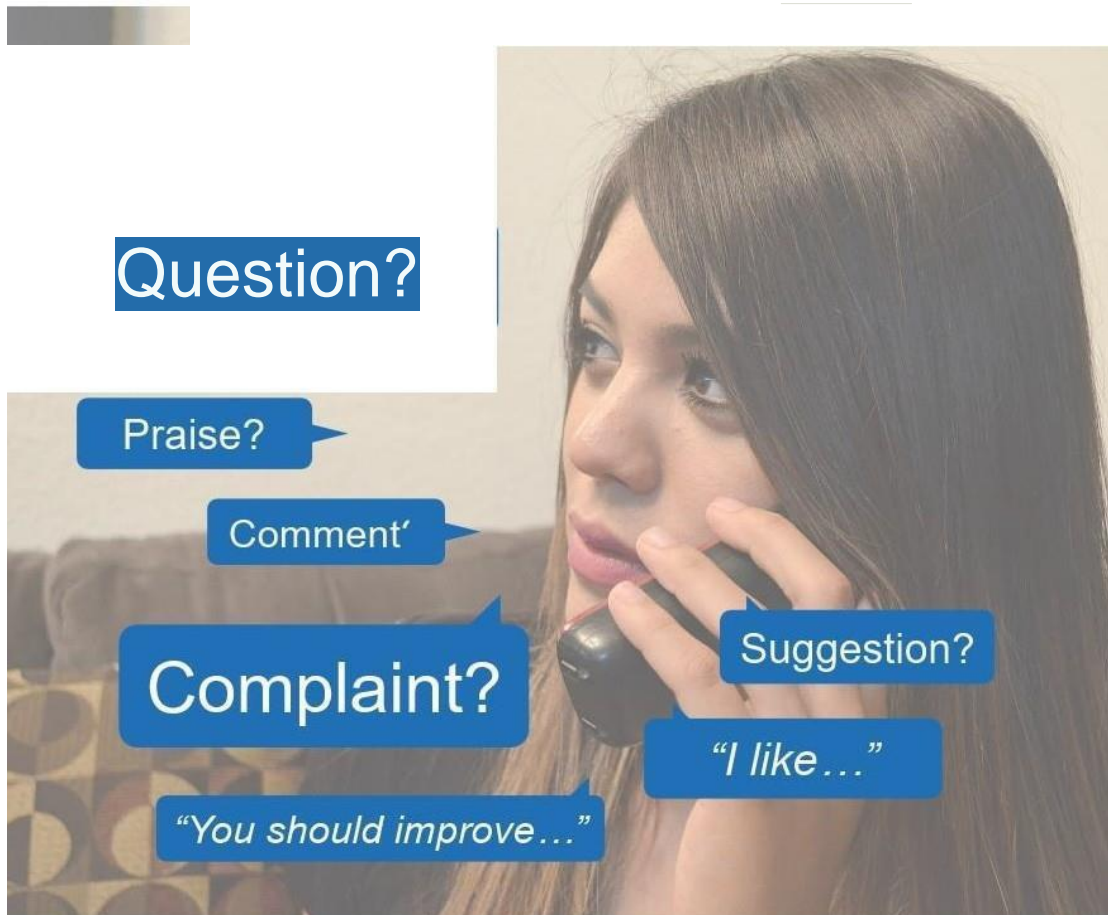 Question?
Praise?
Comment‘
Complaint?
Suggestion?
“I like…”
“You should improve…”